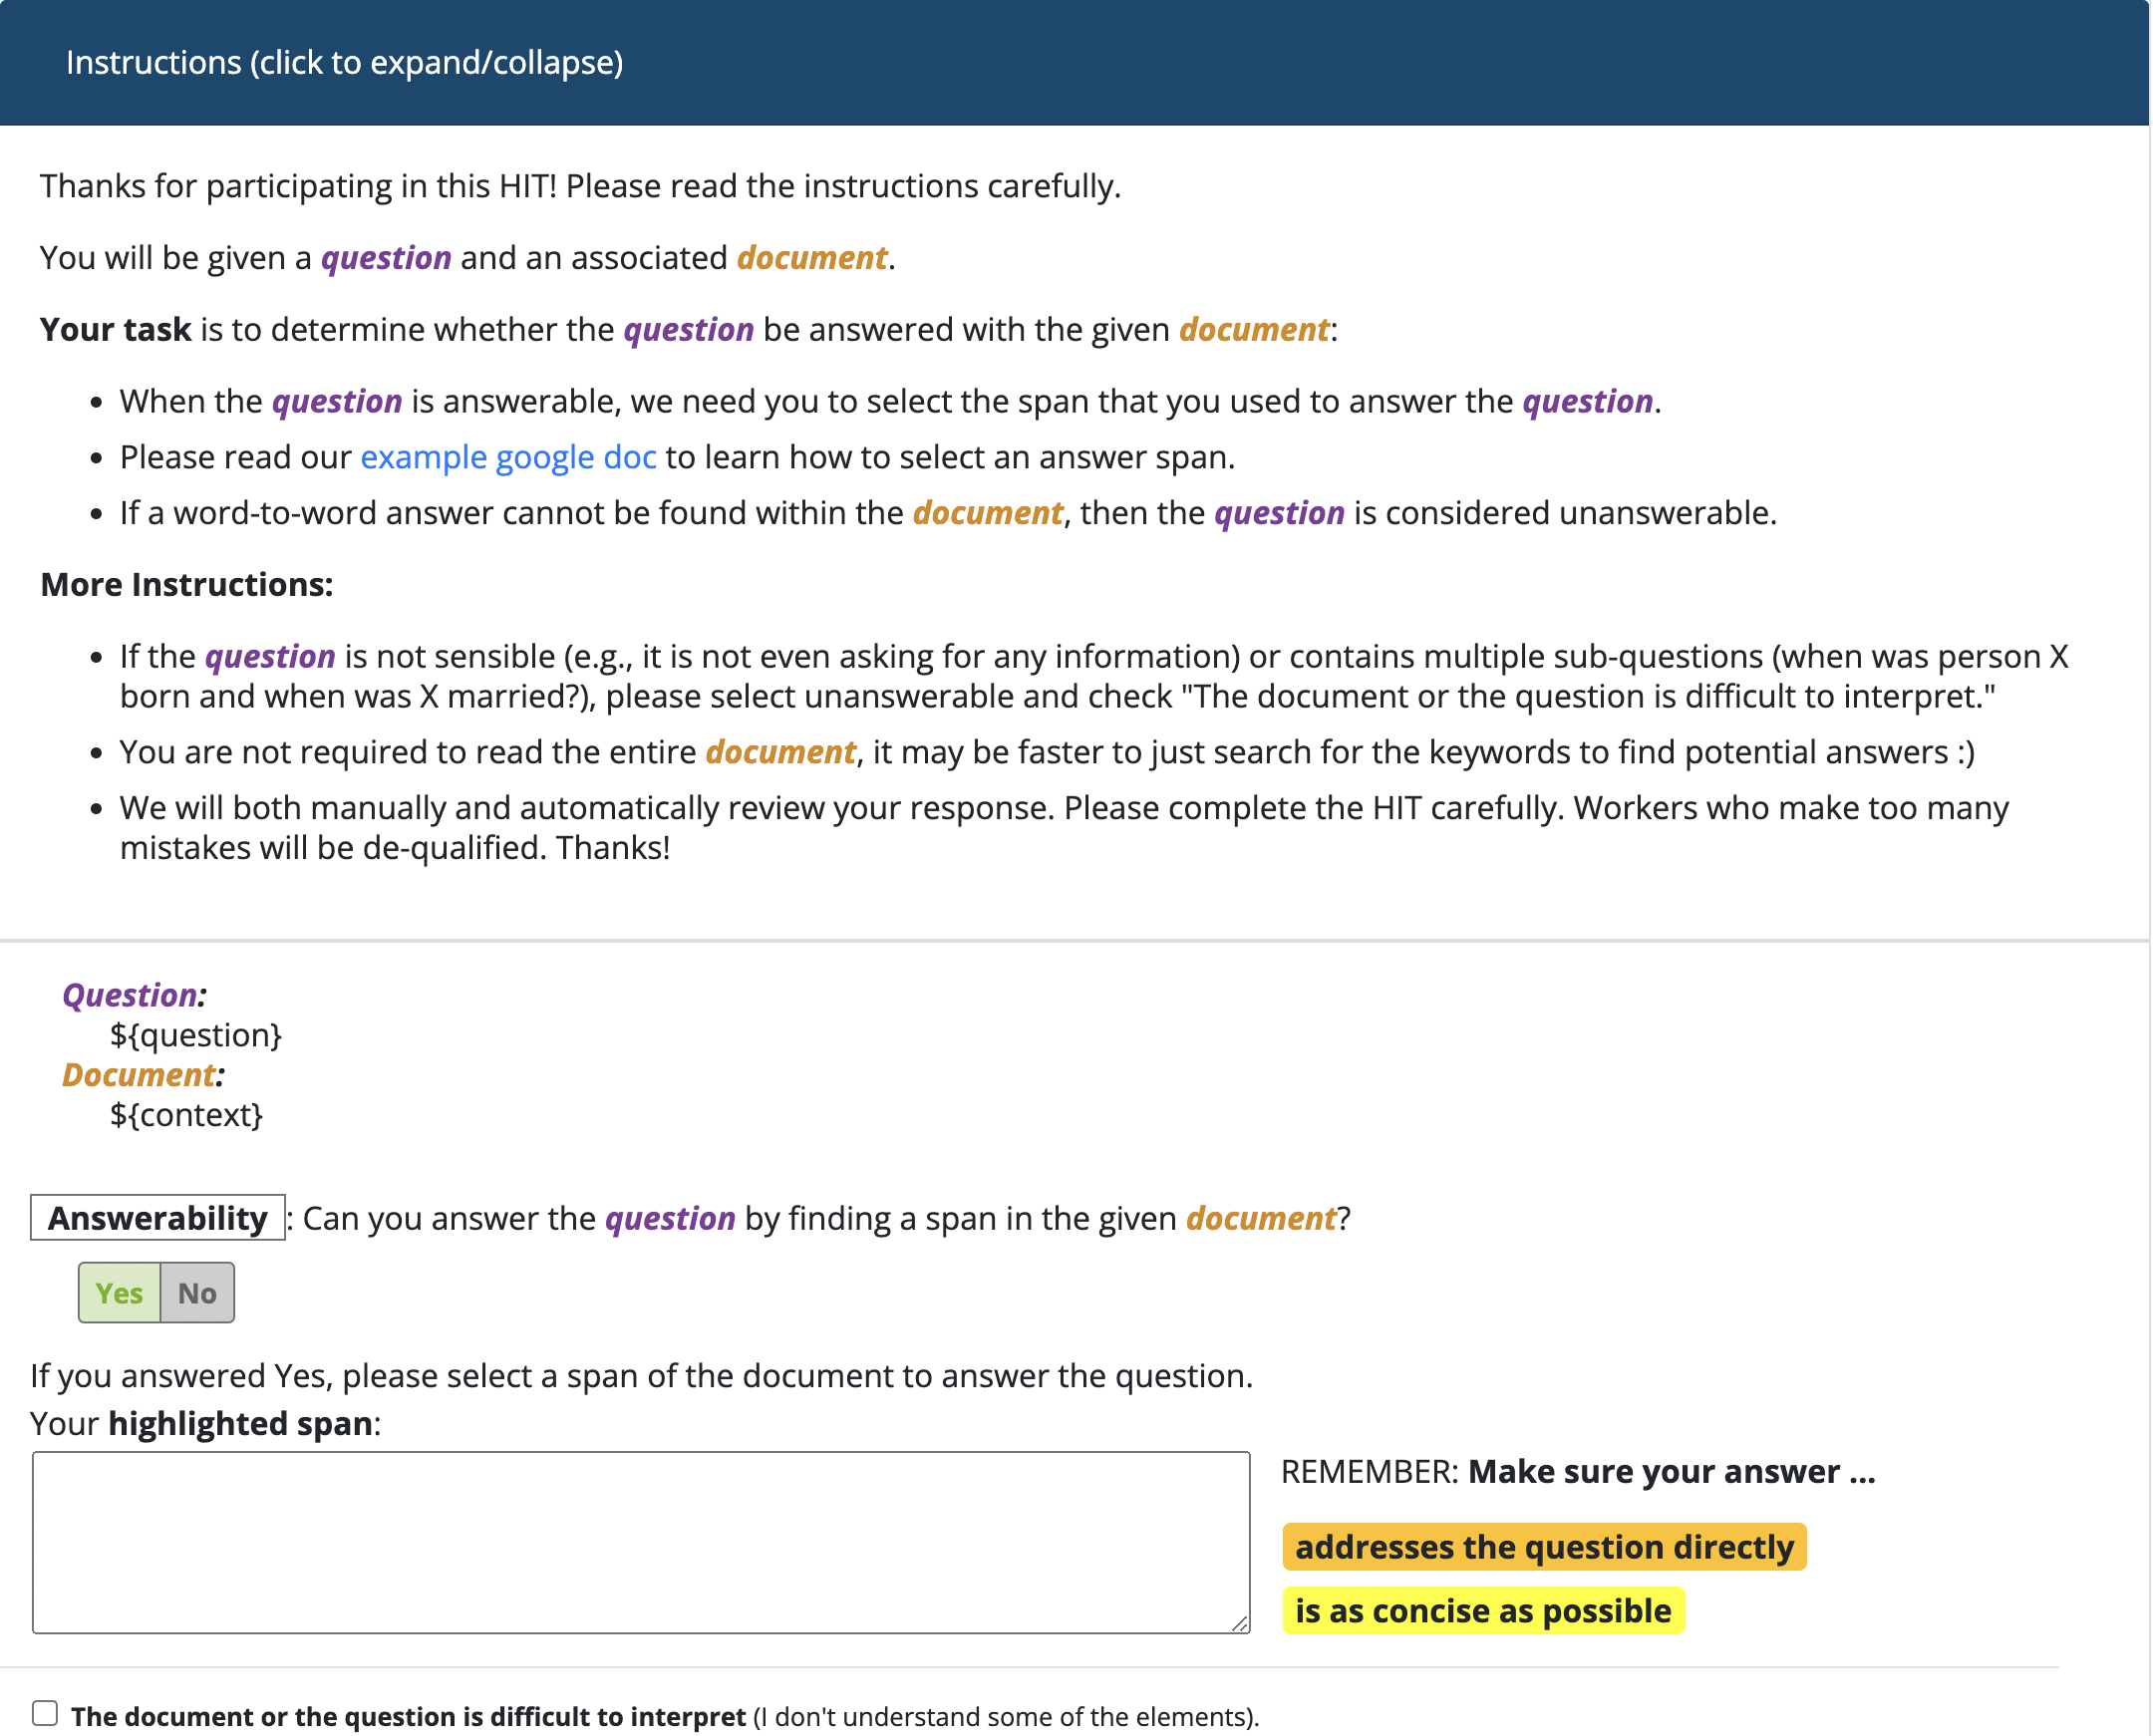 Instructions (click to expand/collapse)
Thanks for participating in this HIT! Please read the instructions carefully.
You will be given a question and an associated document.
Your task is to determine whether the question be answered with the given document:
• When the question is answerable, we need you to select the span that you used to answer the question.
• Please read our example google doc to learn how to select an answer span.
• If a word-to-word answer cannot be found within the document, then the question is considered unanswerable.
More Instructions:
• If the question is not sensible (e.g., it is not even asking for any information) or contains multiple sub-questions (when was person X
born and when was X married?), please select unanswerable and check "The document or the question is difficult to interpret."
• You are not required to read the entire document, it may be faster to just search for the keywords to find potential answers :)
• We will both manually and automatically review your response. Please complete the HIT carefully. Workers who make too many
mistakes will be de-qualified. Thanks!
Question:
${question}
Document:
${context}
Answerability: Can you answer the question by finding a span in the given document?
Yes No
If you answered Yes, please select a span of the document to answer the question.
Your highlighted span:
REMEMBER: Make sure your answer ...
addresses the question directly
is as concise as possible
The document or the question is difficult to interpret (I don't understand some of the elements).